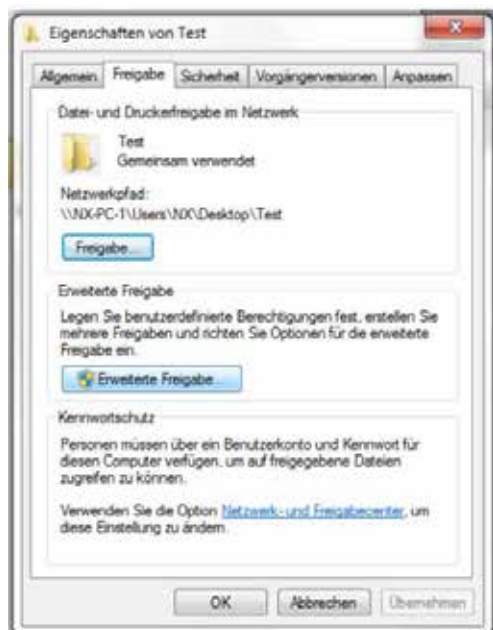 Eigenschaften von Test
Allgemein Freigabe Sicherheit Vorgängerversionen Anpassen
Datei- und Druckerfreigabe im Netzwerk
Test
Gemeinsam verwendet
Netzwerkpfad:
\\NX-PC-1\Users\NX\Desktop\Test
Freigabe...
Erweiterte Freigabe
Legen Sie benutzerdefinierte Berechtigungen fest, erstellen Sie
mehrere Freigaben und richten Sie Optionen für die erweiterte
Freigabe ein.
Erweiterte Freigabe...
Kennwortschutz
Personen müssen über ein Benutzerkonto und Kennwort für
diesen Computer verfügen, um auf freigegebene Dateien
zugreifen zu können.
Verwenden Sie die Option Netzwerk- und Freigabecenter, um
diese Einstellung zu ändern.
OK Abbrechen Übernehmen